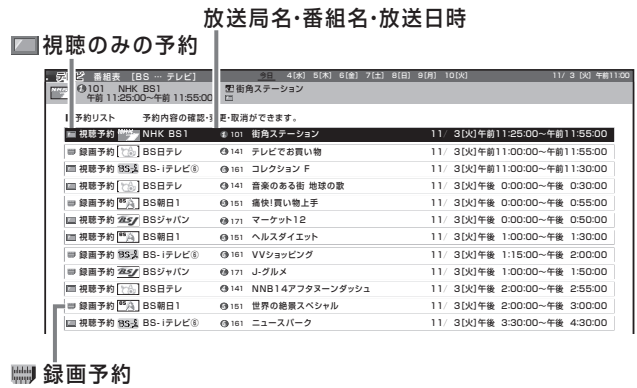 放送局名・番組名・放送日時
視聴のみの予約
番組表 [BS … テレビ] 今日 4[水] 5[木] 6[金] 7[土] 8[日] 9[月] 10[火] 11/ 3 [火] 午前11:00
101 NHK BS1 街角ステーション
午前 11:25:00～午前 11:55:00
予約リスト 予約内容の確認・変更・取消ができます。
視聴予約 NHK BS1 101 街角ステーション 11/ 3[火]午前11:25:00～午前11:55:00
録画予約 BS日テレ 141 テレビでお買い物 11/ 3[火]午前11:00:00～午前11:55:00
視聴予約 BS-i BS-iテレビ⑥ 161 コレクション F 11/ 3[火]午前11:00:00～午前11:30:00
視聴予約 BS日テレ 141 音楽のある街 地球の歌 11/ 3[火]午後 0:00:00～午後 0:30:00
録画予約 BSA BS朝日1 151 痛快!買い物上手 11/ 3[火]午後 0:00:00～午後 0:55:00
視聴予約 BSJ BSジャパン 171 マーケット12 11/ 3[火]午後 0:00:00～午後 0:50:00
視聴予約 BSA BS朝日1 151 ヘルスダイエット 11/ 3[火]午後 1:00:00～午後 1:30:00
録画予約 BS-i BS-iテレビ⑥ 161 VVショッピング 11/ 3[火]午後 1:15:00～午後 2:00:00
録画予約 BSJ BSジャパン 171 J-グルメ 11/ 3[火]午後 1:00:00～午後 1:50:00
視聴予約 BS日テレ 141 NNB14アフタヌーンダッシュ 11/ 3[火]午後 2:00:00～午後 2:55:00
録画予約 BSA BS朝日1 151 世界の絶景スペシャル 11/ 3[火]午後 2:00:00～午後 3:00:00
視聴予約 BS-i BS-iテレビ⑥ 161 ニュースパーク 11/ 3[火]午後 3:30:00～午後 4:30:00
録画予約